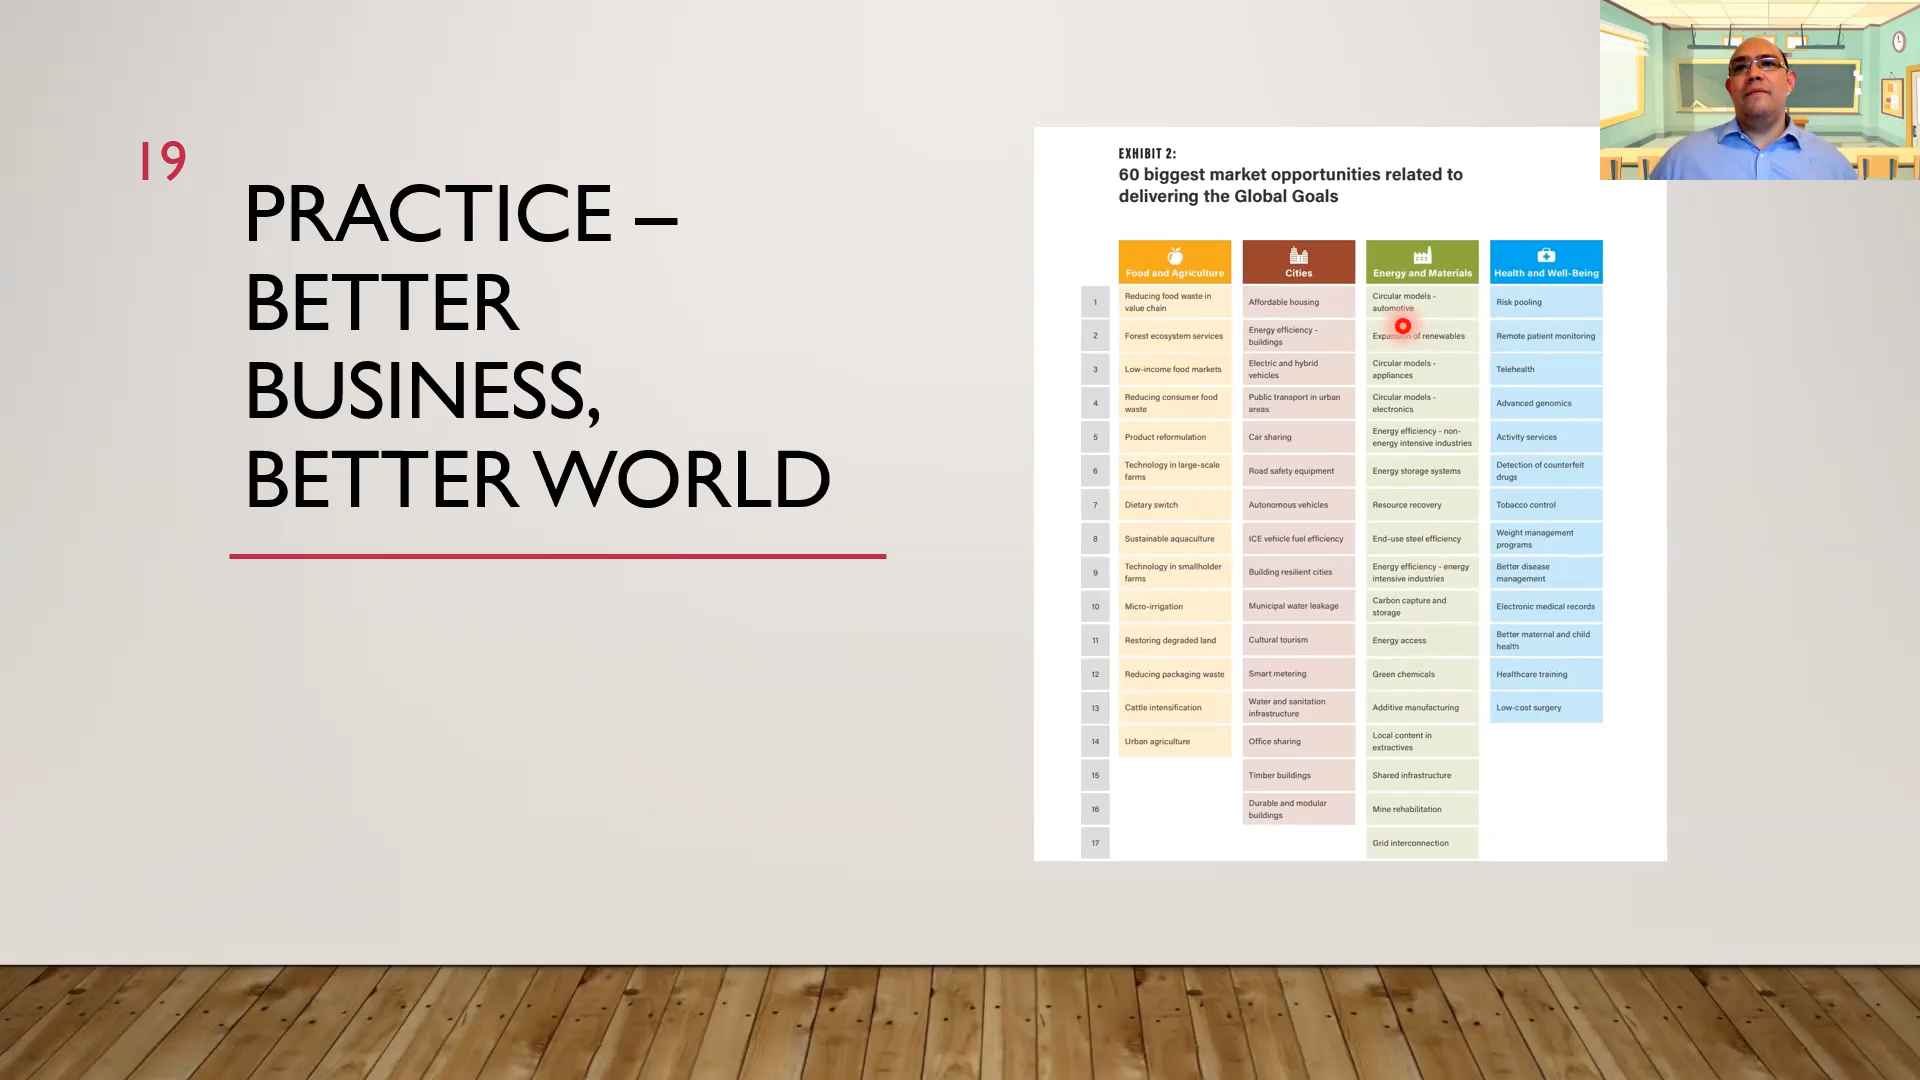 19
PRACTICE –
BETTER
BUSINESS,
BETTER WORLD
EXHIBIT 2:
60 biggest market opportunities related to
delivering the Global Goals
Food and Agriculture
Cities
Energy and Materials
Health and Well-Being
1
Reducing food waste in
value chain
Affordable housing
Circular models -
automotive
Risk pooling
2
Forest ecosystem services
Energy efficiency -
buildings
Expansion of renewables
Remote patient monitoring
3
Low-income food markets
Electric and hybrid
vehicles
Circular models -
appliances
Telehealth
4
Reducing consumer food
waste
Public transport in urban
areas
Circular models -
electronics
Advanced genomics
5
Product reformulation
Car sharing
Energy efficiency - non-
energy intensive industries
Activity services
6
Technology in large-scale
farms
Road safety equipment
Energy storage systems
Detection of counterfeit
drugs
7
Dietary switch
Autonomous vehicles
Resource recovery
Tobacco control
8
Sustainable aquaculture
ICE vehicle fuel efficiency
End-use steel efficiency
Weight management
programs
9
Technology in smallholder
farms
Building resilient cities
Energy efficiency - energy
intensive industries
Better disease
management
10
Micro-irrigation
Municipal water leakage
Carbon capture and
storage
Electronic medical records
11
Restoring degraded land
Cultural tourism
Energy access
Better maternal and child
health
12
Reducing packaging waste
Smart metering
Green chemicals
Healthcare training
13
Cattle intensification
Water and sanitation
infrastructure
Additive manufacturing
Low-cost surgery
14
Urban agriculture
Office sharing
Local content in
extractives
15
Timber buildings
Shared infrastructure
16
Durable and modular
buildings
Mine rehabilitation
17
Grid interconnection